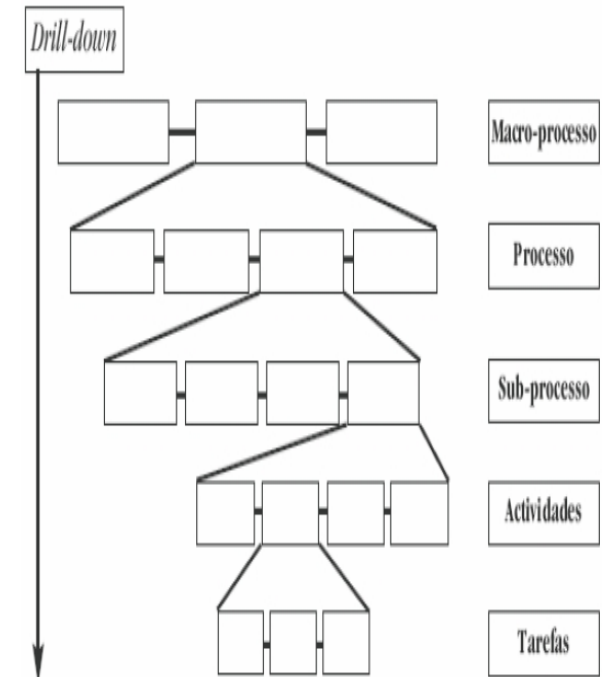 Drill-down
Macro-processo
Processo
Sub-processo
Actividades
Tarefas